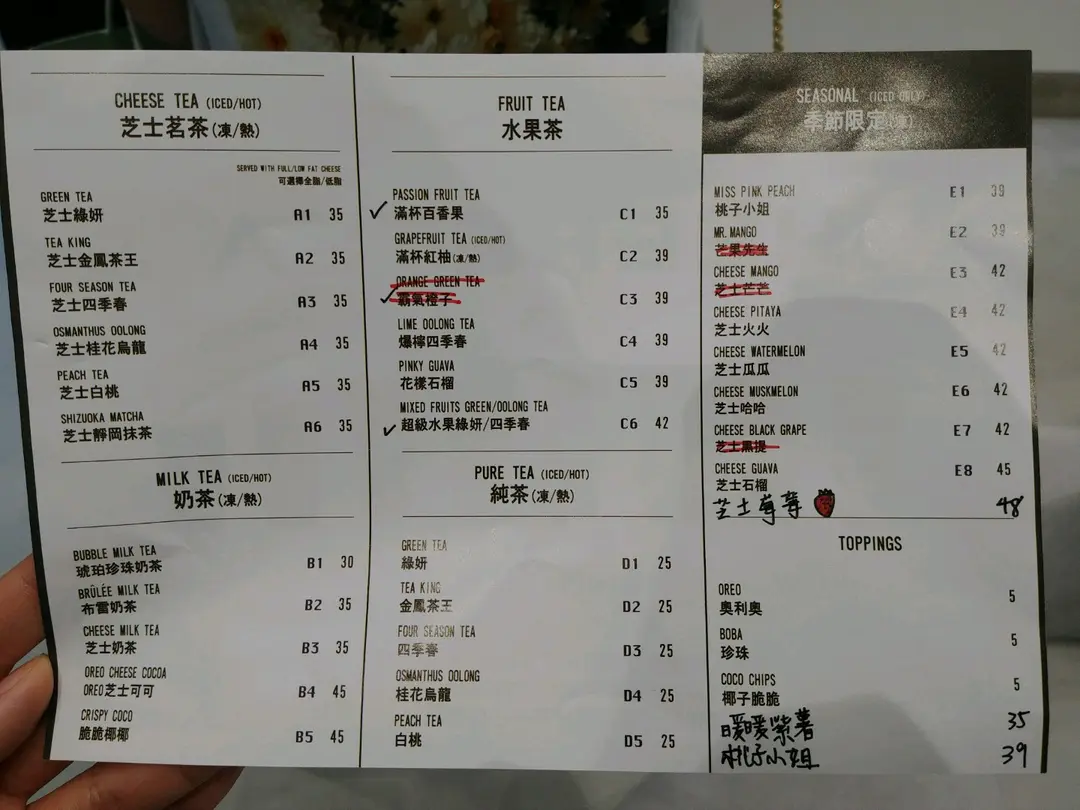 CHEESE TEA (ICED/HOT)
芝士茗茶(凍/熱)
SERVED WITH FULL/LOW FAT CHEESE
可選擇全脂/低脂
GREEN TEA
芝士綠妍 A1 35
TEA KING
芝士金鳳茶王 A2 35
FOUR SEASON TEA
芝士四季春 A3 35
OSMANTHUS OOLONG
芝士桂花烏龍 A4 35
PEACH TEA
芝士白桃 A5 35
SHIZUOKA MATCHA
芝士靜岡抹茶 A6 35
MILK TEA (ICED/HOT)
奶茶(凍/熱)
BUBBLE MILK TEA
琥珀珍珠奶茶 B1 30
BRÛLÉE MILK TEA
布雷奶茶 B2 35
CHEESE MILK TEA
芝士奶茶 B3 35
OREO CHEESE COCOA
OREO芝士可可 B4 45
CRISPY COCO
脆脆椰椰 B5 45
FRUIT TEA
水果茶
PASSION FRUIT TEA
滿杯百香果 C1 35
GRAPEFRUIT TEA (ICED/HOT)
滿杯紅柚(凍/熱) C2 39
ORANGE GREEN TEA
霸氣橙子 C3 39
LIME OOLONG TEA
爆檸四季春 C4 39
PINKY GUAVA
花樣石榴 C5 39
MIXED FRUITS GREEN/OOLONG TEA
超級水果綠妍/四季春 C6 42
PURE TEA (ICED/HOT)
純茶(凍/熱)
GREEN TEA
綠妍 D1 25
TEA KING
金鳳茶王 D2 25
FOUR SEASON TEA
四季春 D3 25
OSMANTHUS OOLONG
桂花烏龍 D4 25
PEACH TEA
白桃 D5 25
SEASONAL (ICED ONLY)
季節限定
MISS PINK PEACH E1 39
桃子小姐
MR. MANGO E2 39
芒果先生
CHEESE MANGO E3 42
芝士芒芒
CHEESE PITAYA E4 42
芝士火火
CHEESE WATERMELON E5 42
芝士瓜瓜
CHEESE MUSKMELON E6 42
芝士哈哈
CHEESE BLACK GRAPE E7 42
芝士黑提
CHEESE GUAVA E8 45
芝士石榴
芝士莓莓 48
TOPPINGS
OREO
奧利奧 5
BOBA
珍珠 5
COCO CHIPS
椰子脆脆 5
暖暖紫薯 35
桃子小姐 39